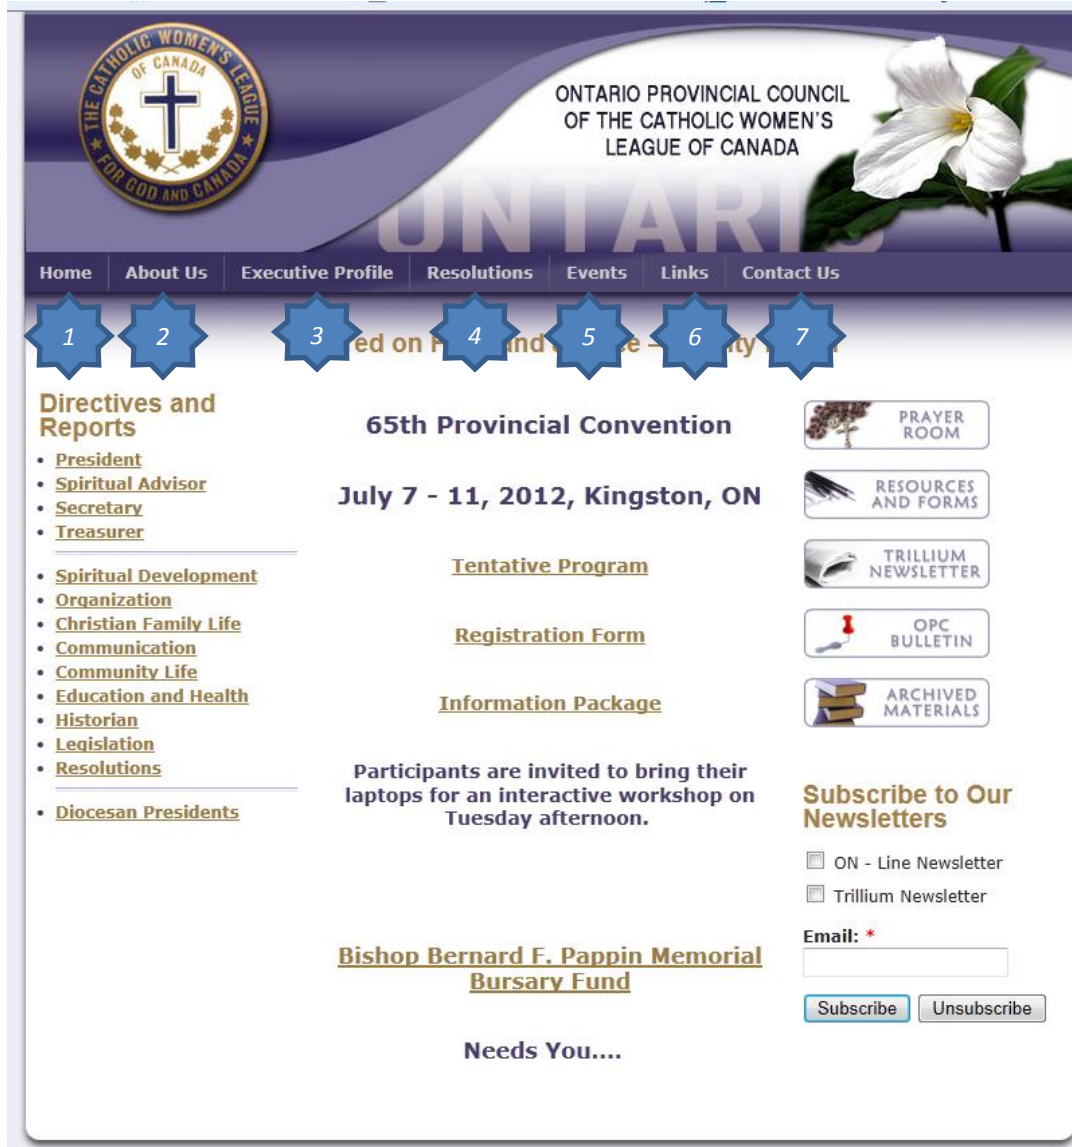 THE CATHOLIC WOMEN'S LEAGUE
OF CANADA
FOR GOD AND CANADA
ONTARIO PROVINCIAL COUNCIL
OF THE CATHOLIC WOMEN'S
LEAGUE OF CANADA
ONTARIO
Home About Us Executive Profile Resolutions Events Links Contact Us
1 2 3 4 5 6 7
on
Directives and
Reports
• President
• Spiritual Advisor
• Secretary
• Treasurer
• Spiritual Development
• Organization
• Christian Family Life
• Communication
• Community Life
• Education and Health
• Historian
• Legislation
• Resolutions
• Diocesan Presidents
65th Provincial Convention
July 7 - 11, 2012, Kingston, ON
Tentative Program
Registration Form
Information Package
Participants are invited to bring their
laptops for an interactive workshop on
Tuesday afternoon.
Bishop Bernard F. Pappin Memorial
Bursary Fund
Needs You....
PRAYER
ROOM
RESOURCES
AND FORMS
TRILLIUM
NEWSLETTER
OPC
BULLETIN
ARCHIVED
MATERIALS
Subscribe to Our
Newsletters
ON - Line Newsletter
Trillium Newsletter
Email: *
Subscribe Unsubscribe